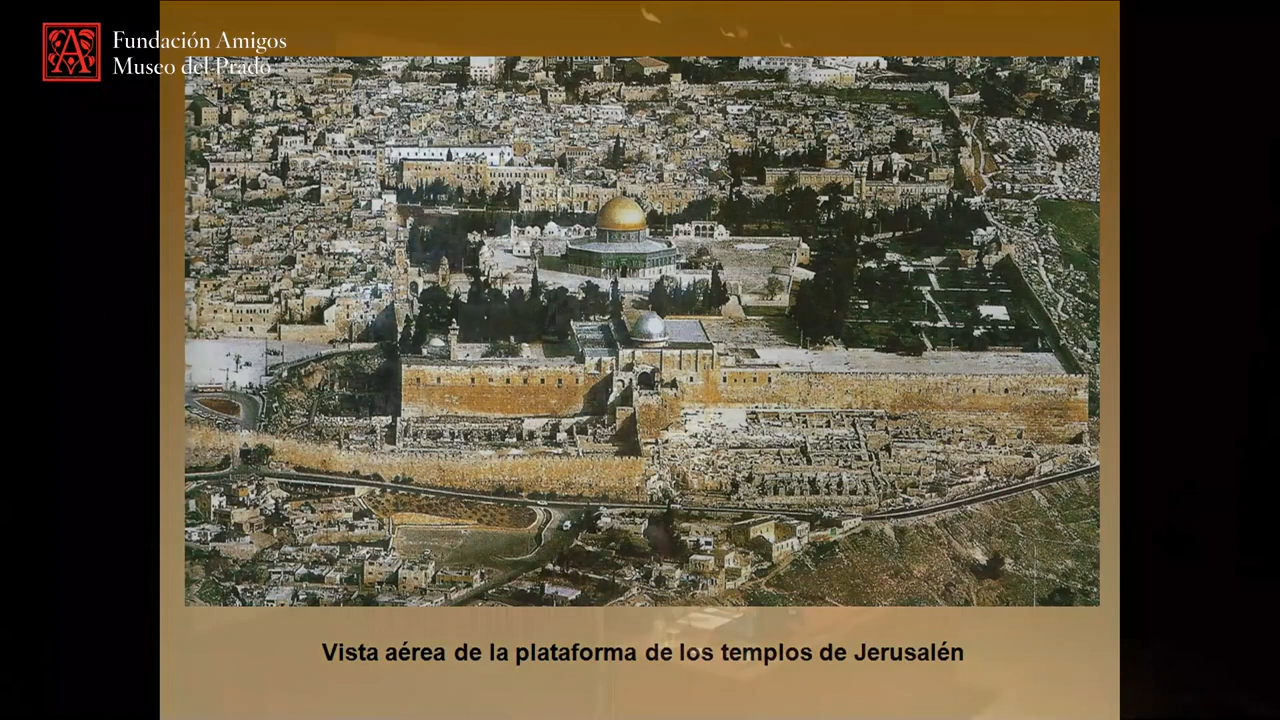 Fundación Amigos
Museo del Prado
Vista aérea de la plataforma de los templos de Jerusalén